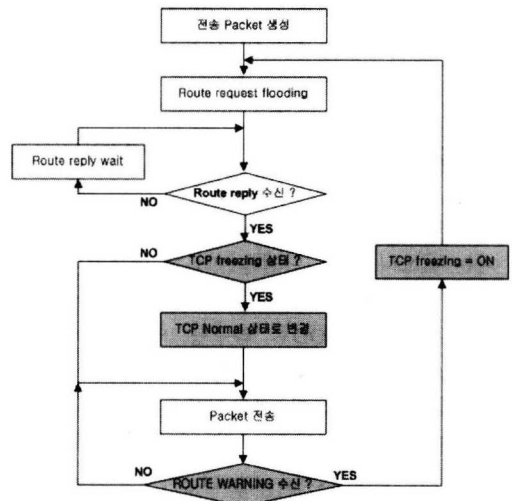 전송 Packet 생성
Route request flooding
Route reply wait
Route reply 수신 ?
NO
YES
NO
TCP freezing 상태 ?
TCP freezing = ON
YES
TCP Normal 상태로 변경
Packet 전송
NO
ROUTE WARNING 수신 ?
YES